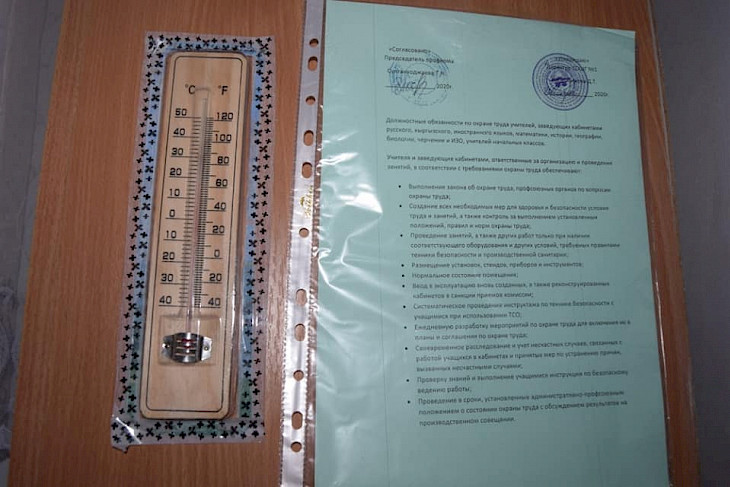 °C °F
50 120
40 100
30 80
20 60
10
0 40
10 20
20 0
30 20
40 40
«Согласовано»
Председатель профкома
2020г.
2020г.
Должностные обязанности по охране труда учителей, заведующих кабинетами
русского, кыргызского, иностранного языков, математики, истории, географии,
биологии, черчения и ИЗО, учителей начальных классов.
Учителя и заведующие кабинетами, ответственные за организацию и проведение
занятий, в соответствии с требованиями охраны труда обеспечивают:
• Выполнение закона об охране труда, профсоюзных органов по вопросам
охраны труда;
• Создание всех необходимых мер для здоровья и безопасности условия
труда и занятий, а также контроль за выполнением установленных
положений, правил и норм охраны труда;
• Проведение занятий, а также других работ только при наличии
соответствующего оборудования и других условий, требуемых правилами
техники безопасности и производственной санитарии;
• Размещение установок, стендов, приборов и инструментов;
• Нормальное состояние помещения;
• Ввод в эксплуатацию вновь созданных, а также реконструированных
кабинетов в санкции приемок комиссии;
• Систематическое проведение инструктажа по технике безопасности с
учащимися при использовании ТСО;
• Ежедневную разработку мероприятий по охране труда для включения их в
планы и соглашение по охране труда;
• Своевременное расследование и учет несчастных случаев, связанных с
работой учащихся в кабинетах и принятых мер по устранению причин,
вызванных несчастными случаями;
• Проверку знаний и выполнение учащимися инструкции по безопасному
ведению работы;
• Проведение в сроки, установленные административно-профсоюзным
положением о состоянии охраны труда с обсуждением результатов на
производственном совещании.